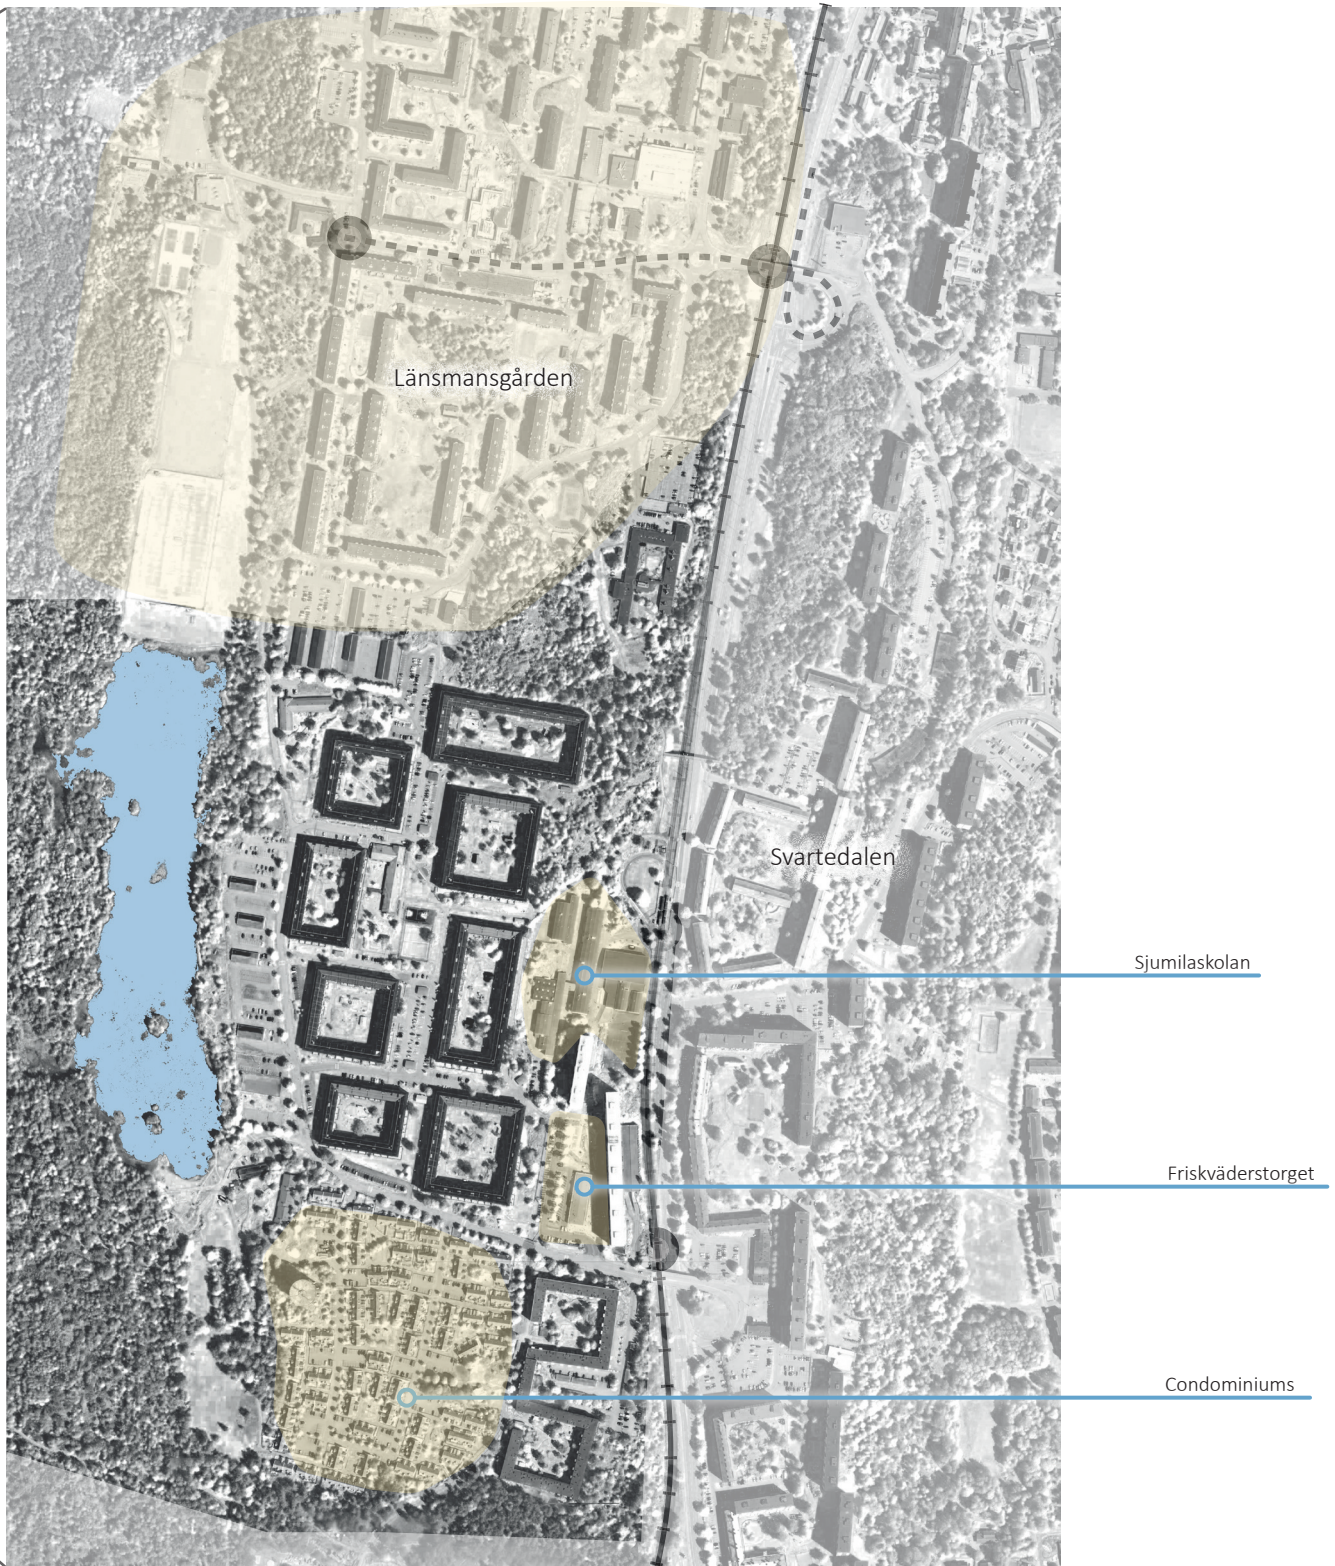 Länsmansgården
Svartedalen
Sjumilaskolan
Friskväderstorget
Condominiums